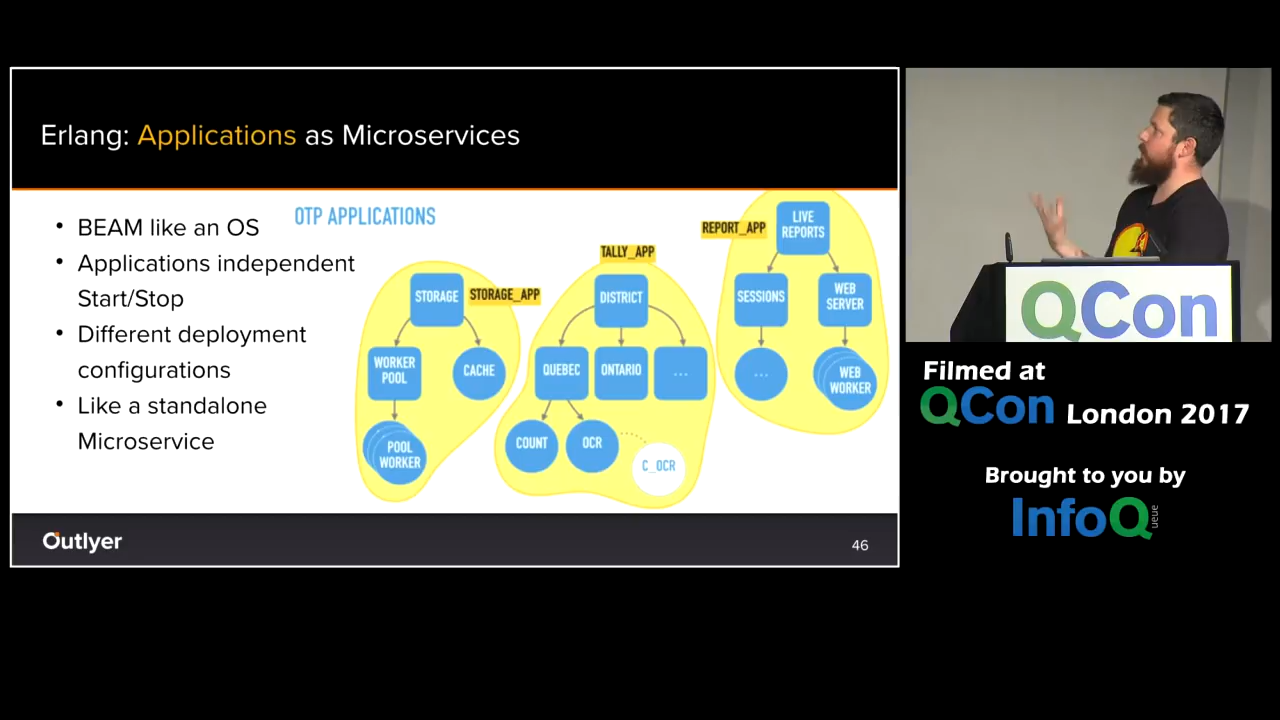 Erlang: Applications as Microservices
• BEAM like an OS
• Applications independent
Start/Stop
• Different deployment
configurations
• Like a standalone
Microservice
OTP APPLICATIONS
STORAGE
STORAGE_APP
WORKER
POOL
CACHE
POOL
WORKER
TALLY_APP
DISTRICT
QUEBEC
ONTARIO
...
COUNT
OCR
C_OCR
REPORT_APP
LIVE
REPORTS
SESSIONS
WEB
SERVER
...
WEB
WORKER
Outlyer
46
QCon
Filmed at
QCon London 2017
Brought to you by
InfoQueue